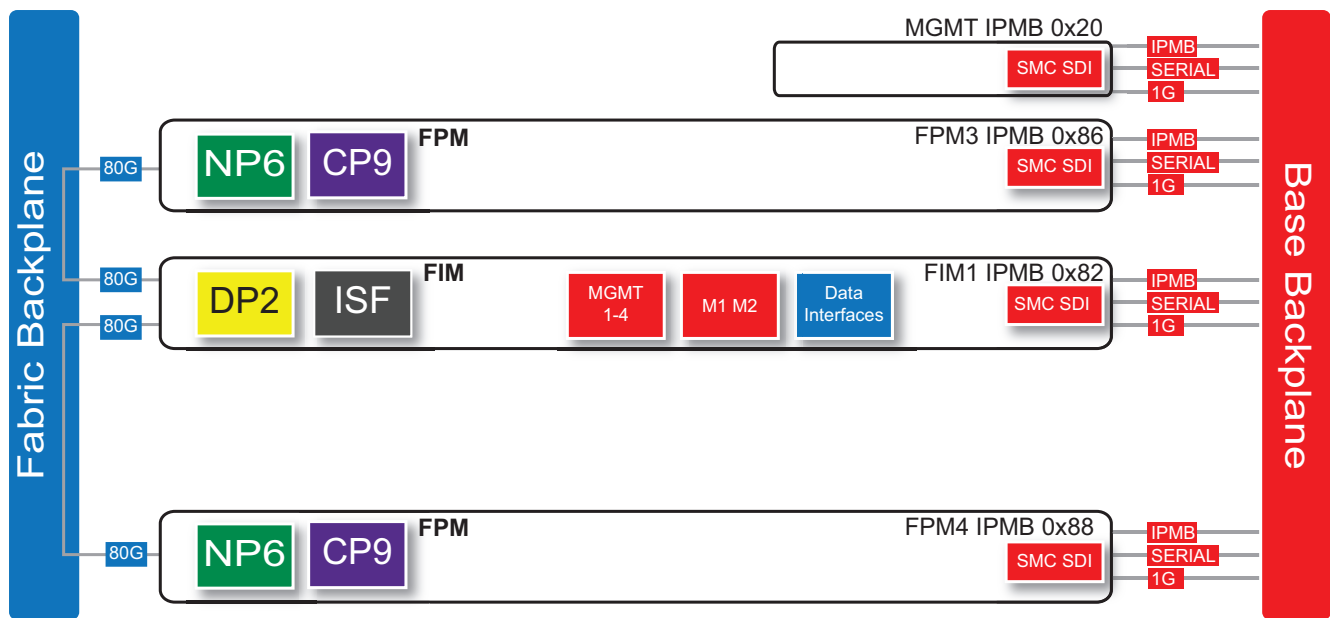 Fabric Backplane
MGMT IPMB 0x20
SMC SDI
IPMB
SERIAL
1G
80G
NP6
CP9
FPM
FPM3 IPMB 0x86
SMC SDI
IPMB
SERIAL
1G
80G
80G
DP2
ISF
FIM
MGMT
1-4
M1 M2
Data
Interfaces
FIM1 IPMB 0x82
SMC SDI
IPMB
SERIAL
1G
80G
NP6
CP9
FPM
FPM4 IPMB 0x88
SMC SDI
IPMB
SERIAL
1G
Base Backplane